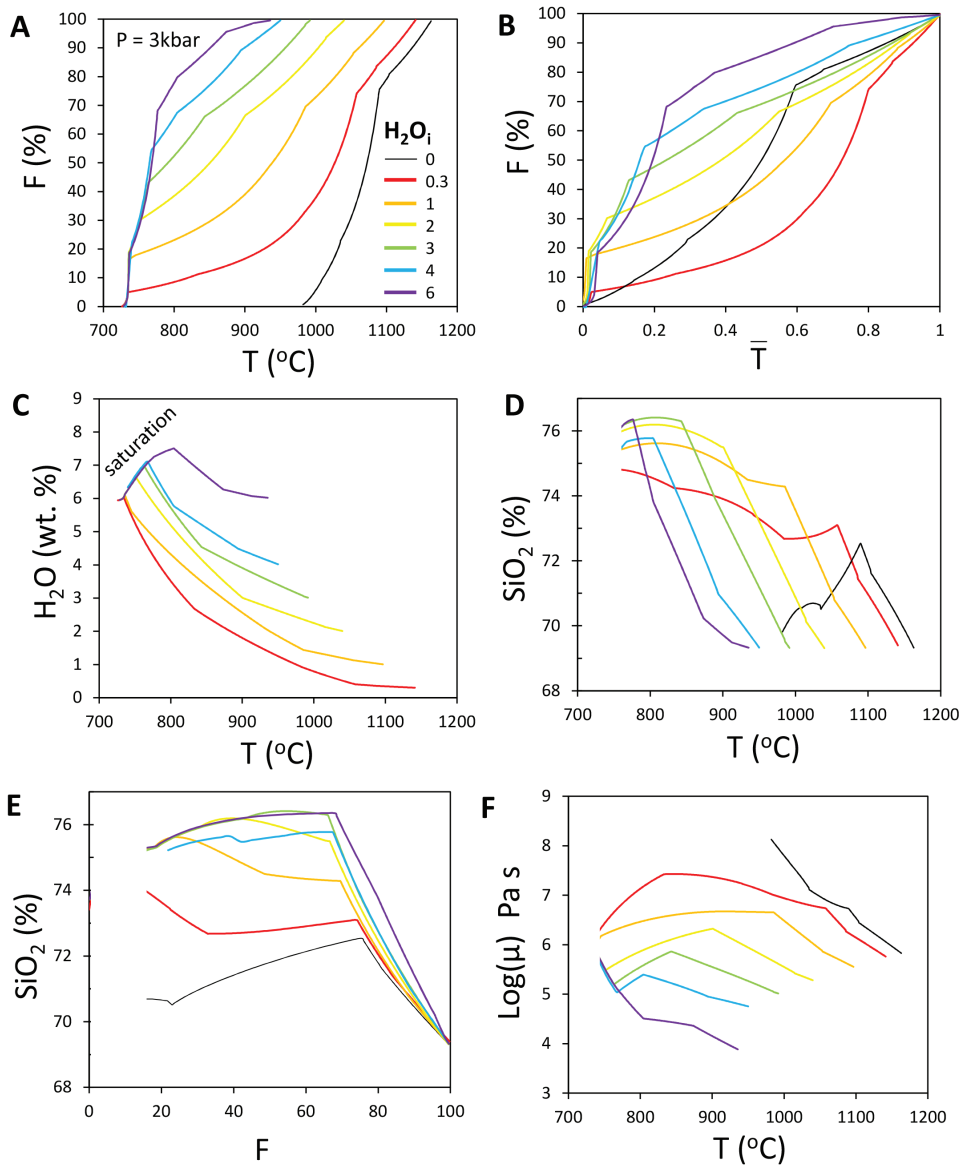 A
P = 3kbar
F (%)
100
90
80
70
60
50
40
30
20
10
0
700 800 900 1000 1100 1200
T (°C)
H₂Oᵢ
0
0.3
1
2
3
4
6
B
F (%)
100
90
80
70
60
50
40
30
20
10
0
0 0.2 0.4 0.6 0.8 1
T̅
C
saturation
H₂O (wt. %)
9
8
7
6
5
4
3
2
1
0
700 800 900 1000 1100 1200
T (°C)
D
SiO₂ (%)
76
74
72
70
68
700 800 900 1000 1100 1200
T (°C)
E
SiO₂ (%)
76
74
72
70
68
0 20 40 60 80 100
F
F
Log(μ) Pa s
9
8
7
6
5
4
3
700 800 900 1000 1100 1200
T (°C)